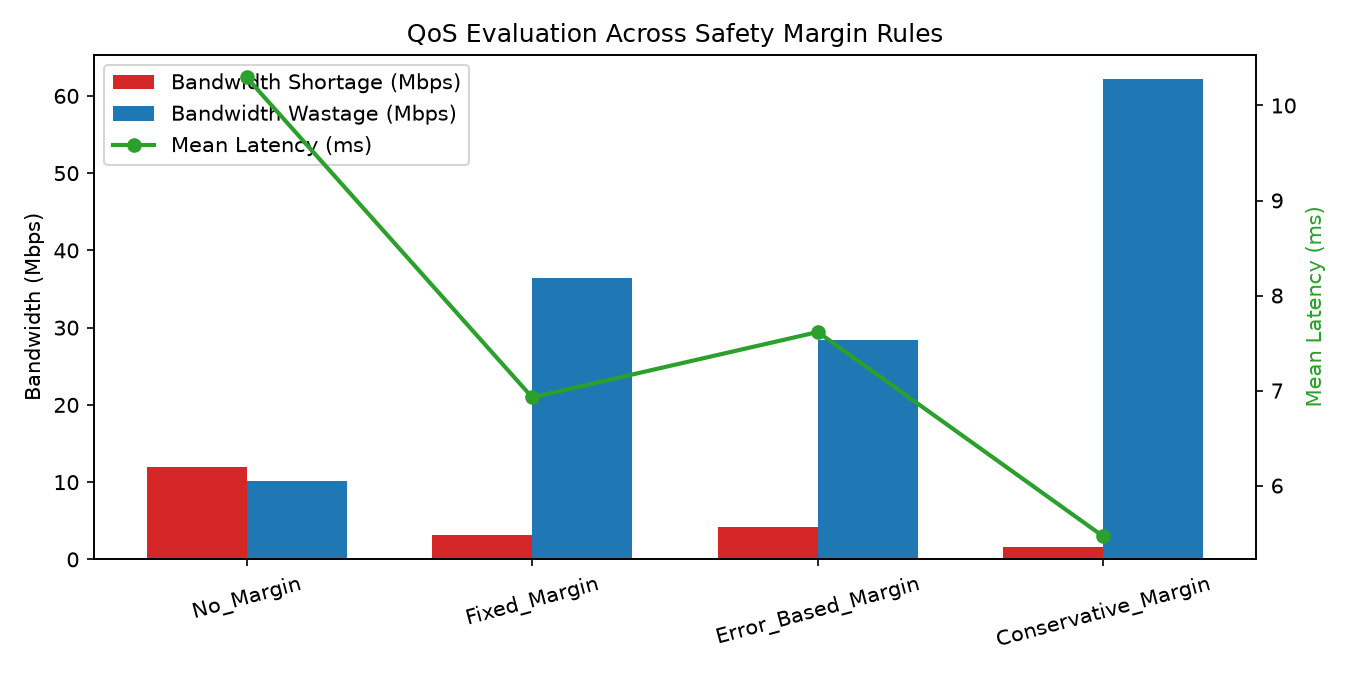 QoS Evaluation Across Safety Margin Rules
Bandwidth Shortage (Mbps)
Bandwidth Wastage (Mbps)
Mean Latency (ms)
Bandwidth (Mbps)
60
50
40
30
20
10
0
Mean Latency (ms)
10
9
8
7
6
No_Margin
Fixed_Margin
Error_Based_Margin
Conservative_Margin